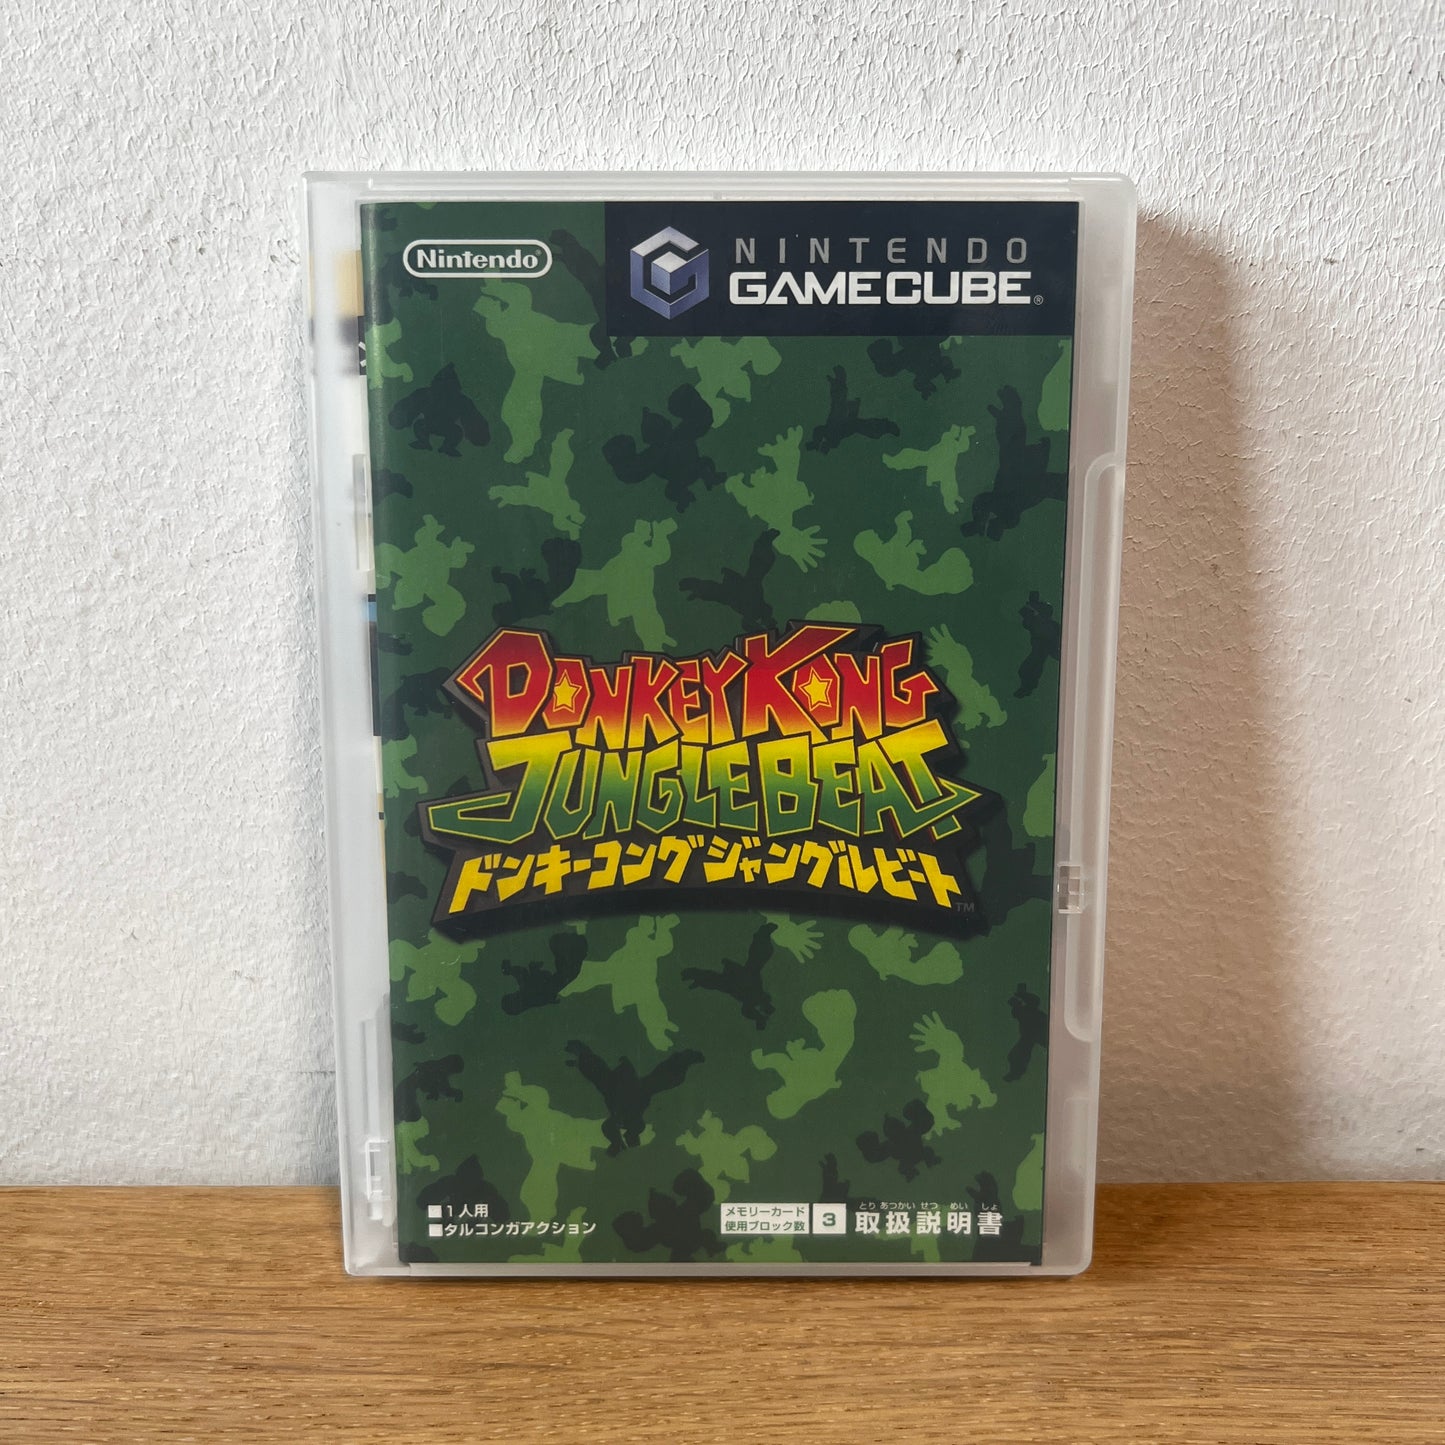 Nintendo®
NINTENDO
GAMECUBE®
DONKEY KONG
JUNGLE BEAT
ドンキーコング ジャングルビート™
■1人用
■タルコンガアクション
メモリーカード
使用ブロック数 3
とり あつかい せつ めい しょ
取扱説明書